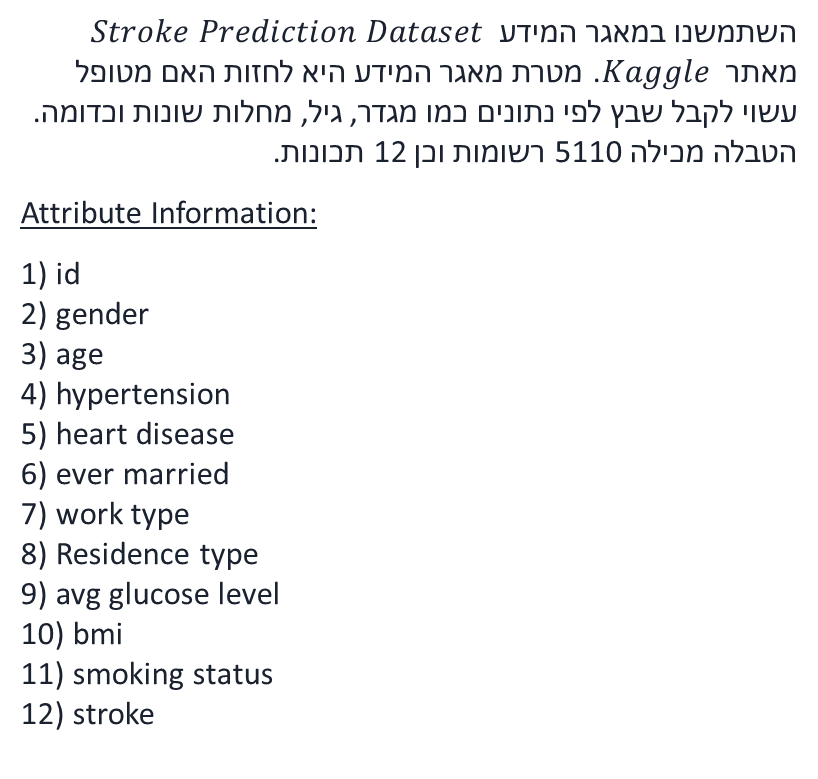 השתמשנו במאגר המידע Stroke Prediction Dataset
מאתר Kaggle. מטרת מאגר המידע היא לחזות האם מטופל
עשוי לקבל שבץ לפי נתונים כמו מגדר, גיל, מחלות שונות וכדומה.
הטבלה מכילה 5110 רשומות וכן 12 תכונות.
Attribute Information:
1) id
2) gender
3) age
4) hypertension
5) heart disease
6) ever married
7) work type
8) Residence type
9) avg glucose level
10) bmi
11) smoking status
12) stroke